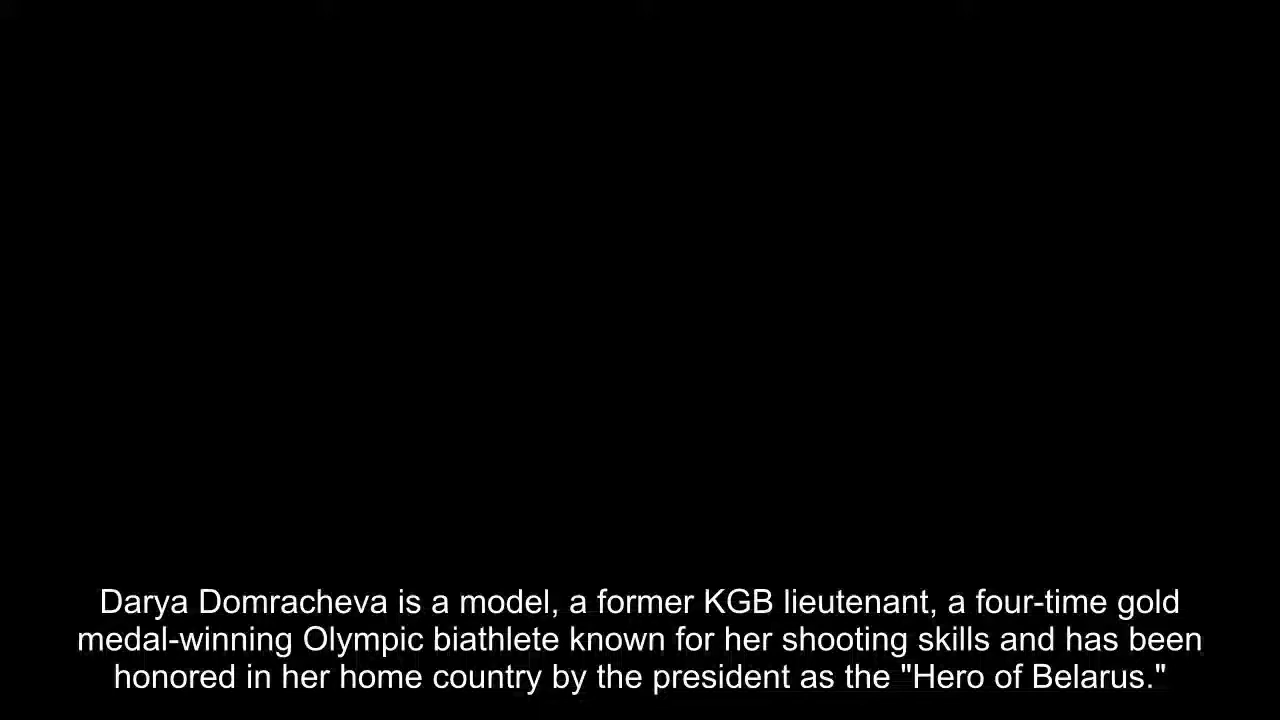 Darya Domracheva is a model, a former KGB lieutenant, a four-time gold
medal-winning Olympic biathlete known for her shooting skills and has been
honored in her home country by the president as the "Hero of Belarus."